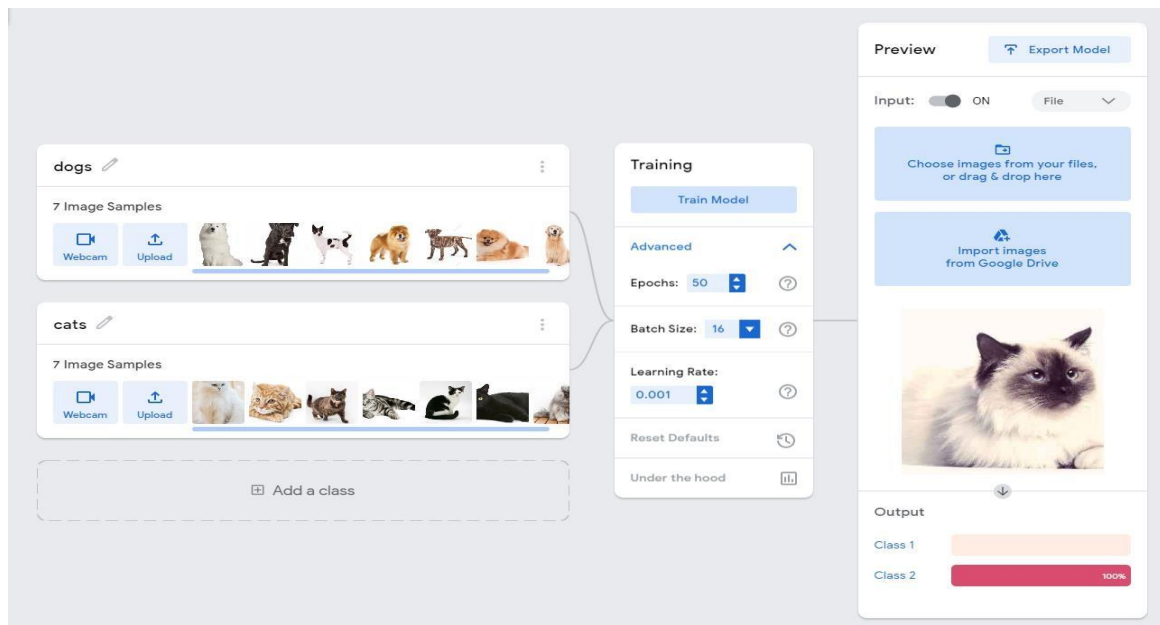 dogs
7 Image Samples
Webcam
Upload
cats
7 Image Samples
Webcam
Upload
Add a class
Training
Train Model
Advanced
Epochs: 50
Batch Size: 16
Learning Rate:
0.001
Reset Defaults
Under the hood
Preview
Export Model
Input: ON File
Choose images from your files,
or drag & drop here
Import images
from Google Drive
Output
Class 1
Class 2 100%